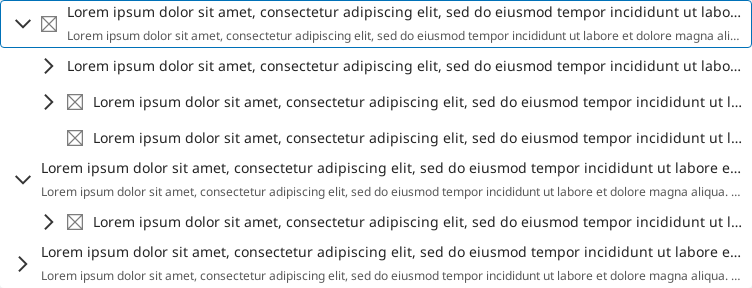 Lorem ipsum dolor sit amet, consectetur adipiscing elit, sed do eiusmod tempor incididunt ut labo...
Lorem ipsum dolor sit amet, consectetur adipiscing elit, sed do eiusmod tempor incididunt ut labore et dolore magna ali...
Lorem ipsum dolor sit amet, consectetur adipiscing elit, sed do eiusmod tempor incididunt ut labo...
Lorem ipsum dolor sit amet, consectetur adipiscing elit, sed do eiusmod tempor incididunt ut l...
Lorem ipsum dolor sit amet, consectetur adipiscing elit, sed do eiusmod tempor incididunt ut l...
Lorem ipsum dolor sit amet, consectetur adipiscing elit, sed do eiusmod tempor incididunt ut labore e...
Lorem ipsum dolor sit amet, consectetur adipiscing elit, sed do eiusmod tempor incididunt ut labore et dolore magna aliqua. ...
Lorem ipsum dolor sit amet, consectetur adipiscing elit, sed do eiusmod tempor incididunt ut l...
Lorem ipsum dolor sit amet, consectetur adipiscing elit, sed do eiusmod tempor incididunt ut labore e...
Lorem ipsum dolor sit amet, consectetur adipiscing elit, sed do eiusmod tempor incididunt ut labore et dolore magna aliqua. ...